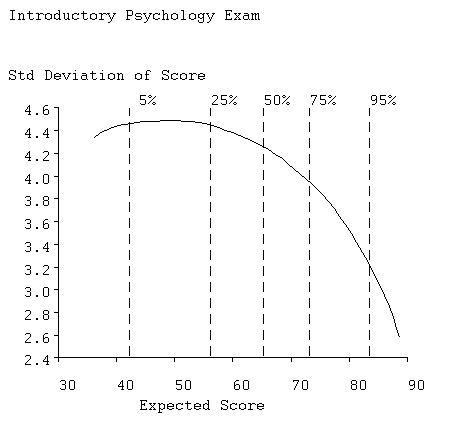 Introductory Psychology Exam
Std Deviation of Score
5% 25% 50% 75% 95%
4.6
4.4
4.2
4.0
3.8
3.6
3.4
3.2
3.0
2.8
2.6
2.4
30 40 50 60 70 80 90
Expected Score